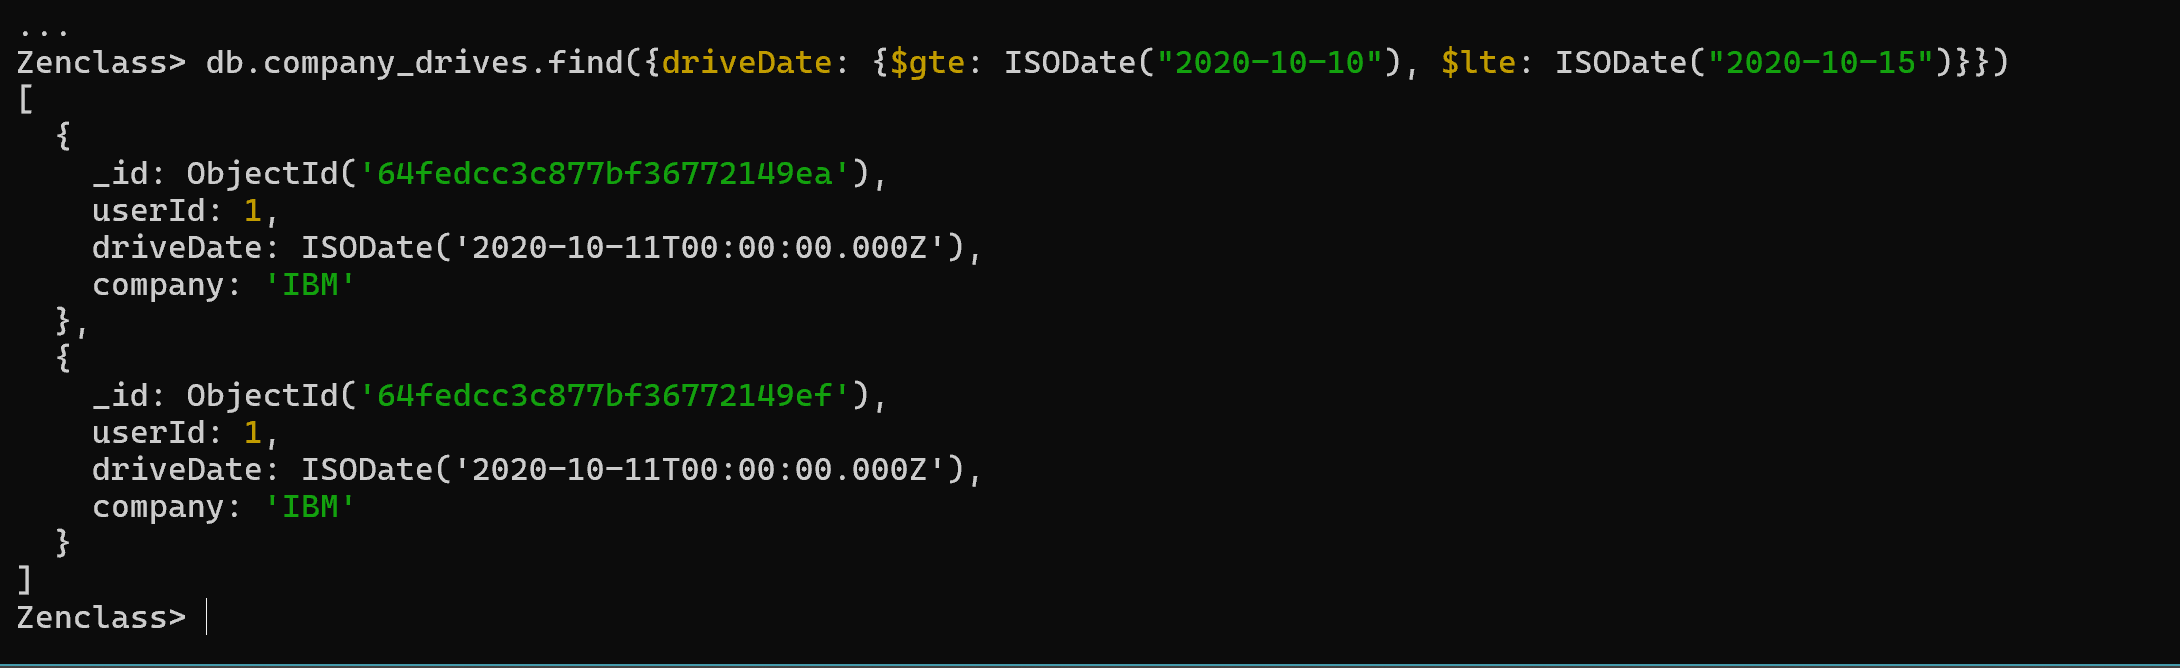 ...
Zenclass> db.company_drives.find({driveDate: {$gte: ISODate("2020-10-10"), $lte: ISODate("2020-10-15")}})
[
  {
    _id: ObjectId('64fedcc3c877bf36772149ea'),
    userId: 1,
    driveDate: ISODate('2020-10-11T00:00:00.000Z'),
    company: 'IBM'
  },
  {
    _id: ObjectId('64fedcc3c877bf36772149ef'),
    userId: 1,
    driveDate: ISODate('2020-10-11T00:00:00.000Z'),
    company: 'IBM'
  }
]
Zenclass>